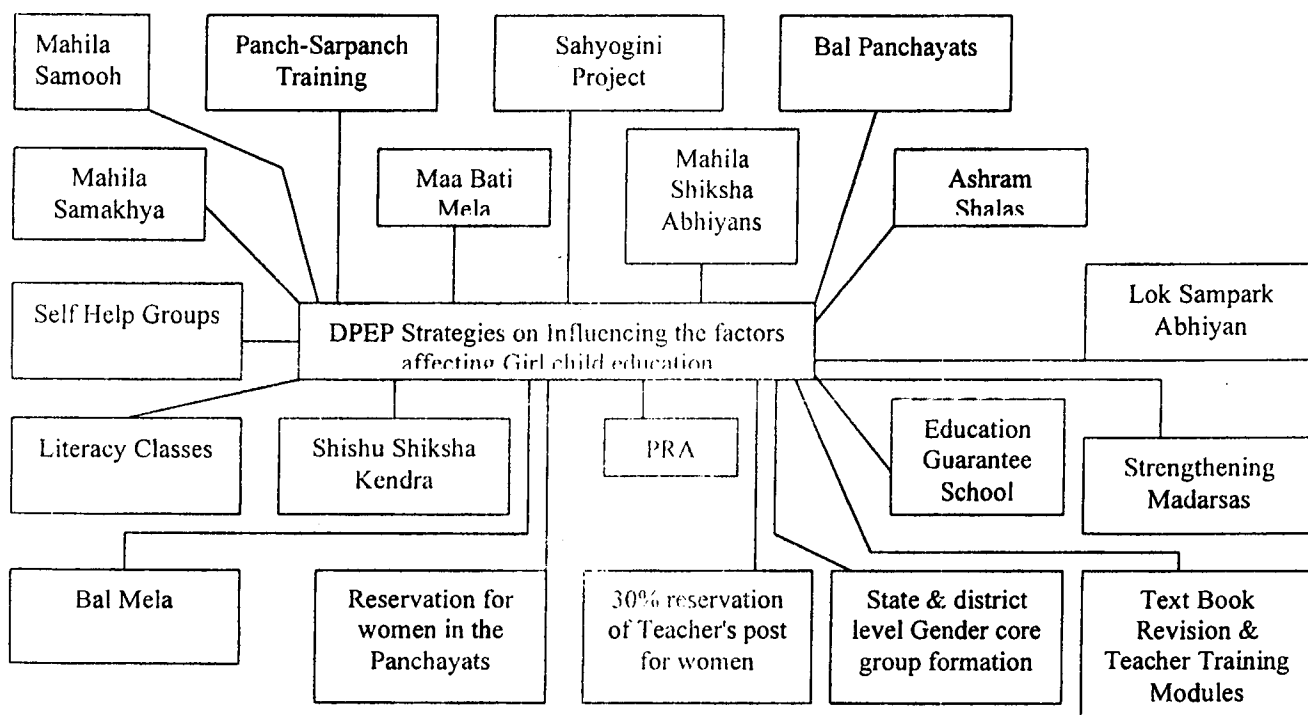 Mahila
Samooh
Panch-Sarpanch
Training
Sahyogini
Project
Bal Panchayats
Mahila
Samakhya
Maa Bati
Mela
Mahila
Shiksha
Abhiyans
Ashram
Shalas
Self Help Groups
DPEP Strategies on Influencing the factors
affecting Girl child education
Lok Sampark
Abhiyan
Literacy Classes
Shishu Shiksha
Kendra
PRA
Education
Guarantee
School
Strengthening
Madarsas
Bal Mela
Reservation for
women in the
Panchayats
30% reservation
of Teacher's post
for women
State & district
level Gender core
group formation
Text Book
Revision &
Teacher Training
Modules